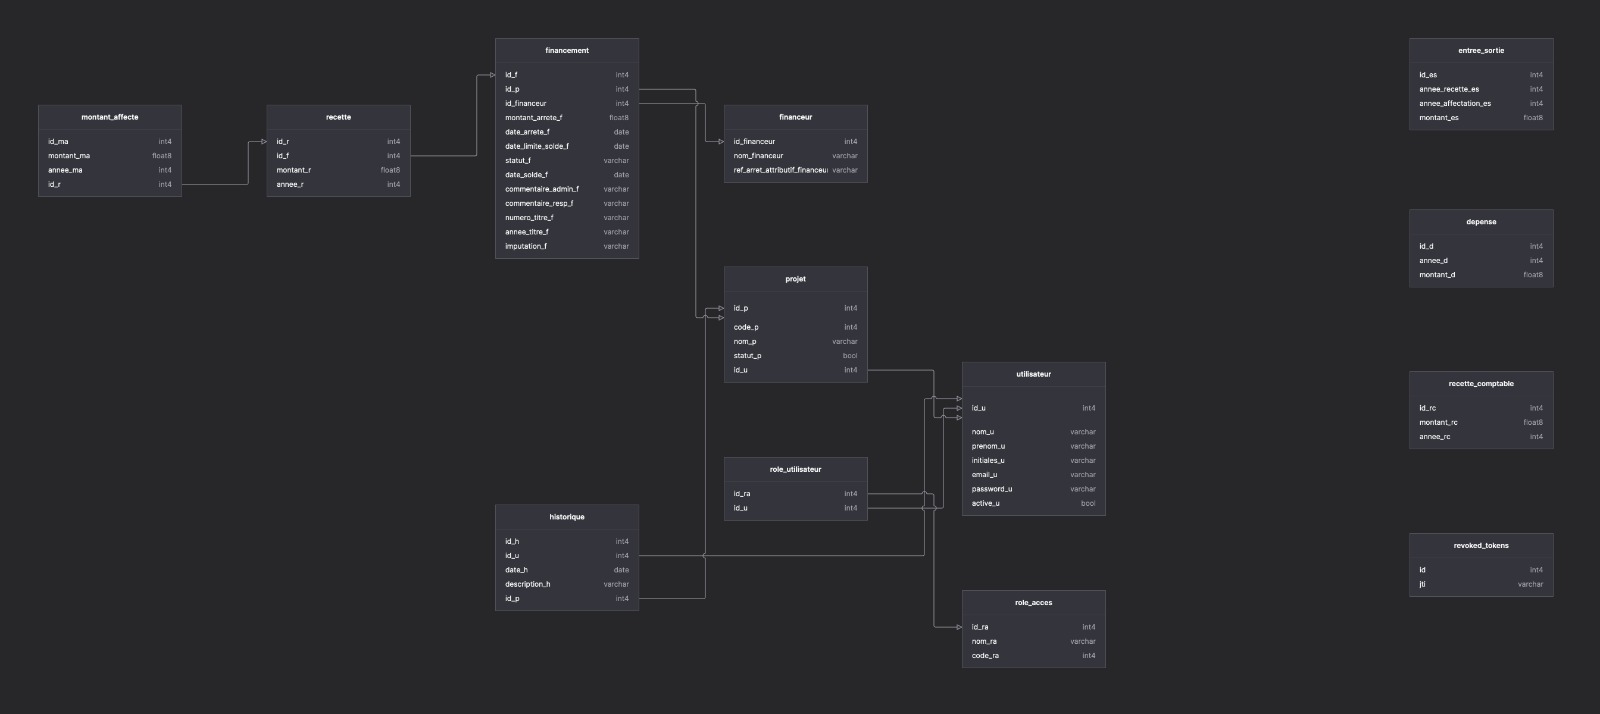 montant_affecte
id_ma int4
montant_ma float8
annee_ma int4
id_r int4
recette
id_r int4
id_f int4
montant_r float8
annee_r int4
financement
id_f int4
id_p int4
id_financeur int4
montant_arrete_f float8
date_arrete_f date
date_limite_solde_f date
statut_f varchar
date_solde_f date
commentaire_admin_f varchar
commentaire_resp_f varchar
numero_titre_f varchar
annee_titre_f varchar
imputation_f varchar
financeur
id_financeur int4
nom_financeur varchar
ref_arret_attributif_financeur varchar
projet
id_p int4
code_p int4
nom_p varchar
statut_p bool
id_u int4
role_utilisateur
id_ra int4
id_u int4
historique
id_h int4
id_u int4
date_h date
description_h varchar
id_p int4
utilisateur
id_u int4
nom_u varchar
prenom_u varchar
initiales_u varchar
email_u varchar
password_u varchar
active_u bool
role_acces
id_ra int4
nom_ra varchar
code_ra int4
entree_sortie
id_es int4
annee_recette_es int4
annee_affectation_es int4
montant_es float8
depense
id_d int4
annee_d int4
montant_d float8
recette_comptable
id_rc int4
montant_rc float8
annee_rc int4
revoked_tokens
id int4
jti varchar